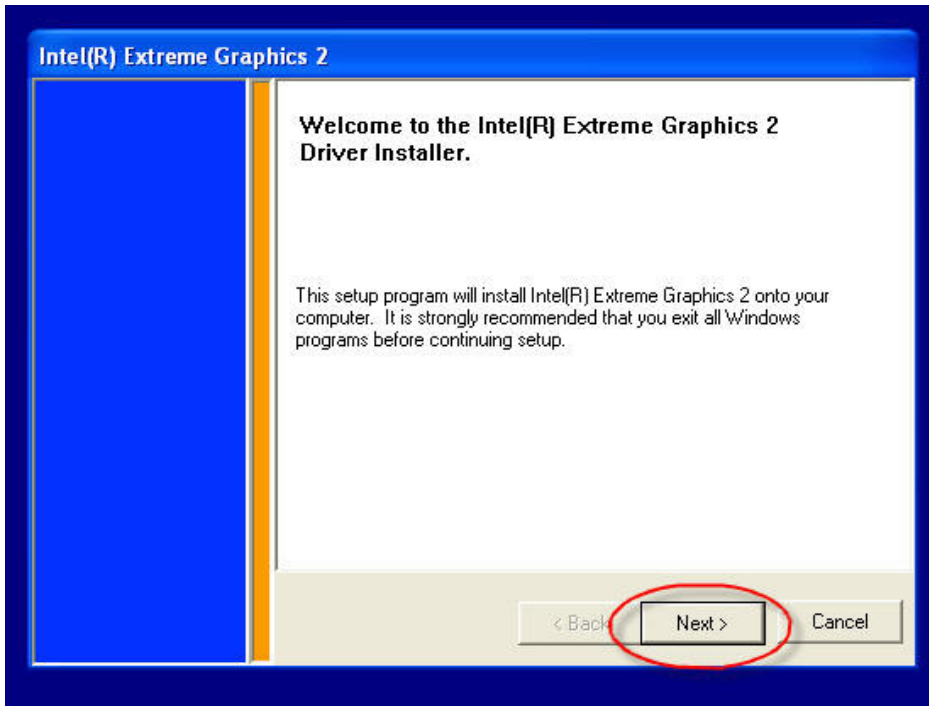 Intel(R) Extreme Graphics 2
Welcome to the Intel(R) Extreme Graphics 2
Driver Installer.
This setup program will install Intel(R) Extreme Graphics 2 onto your
computer.  It is strongly recommended that you exit all Windows
programs before continuing setup.
< Back
Next >
Cancel